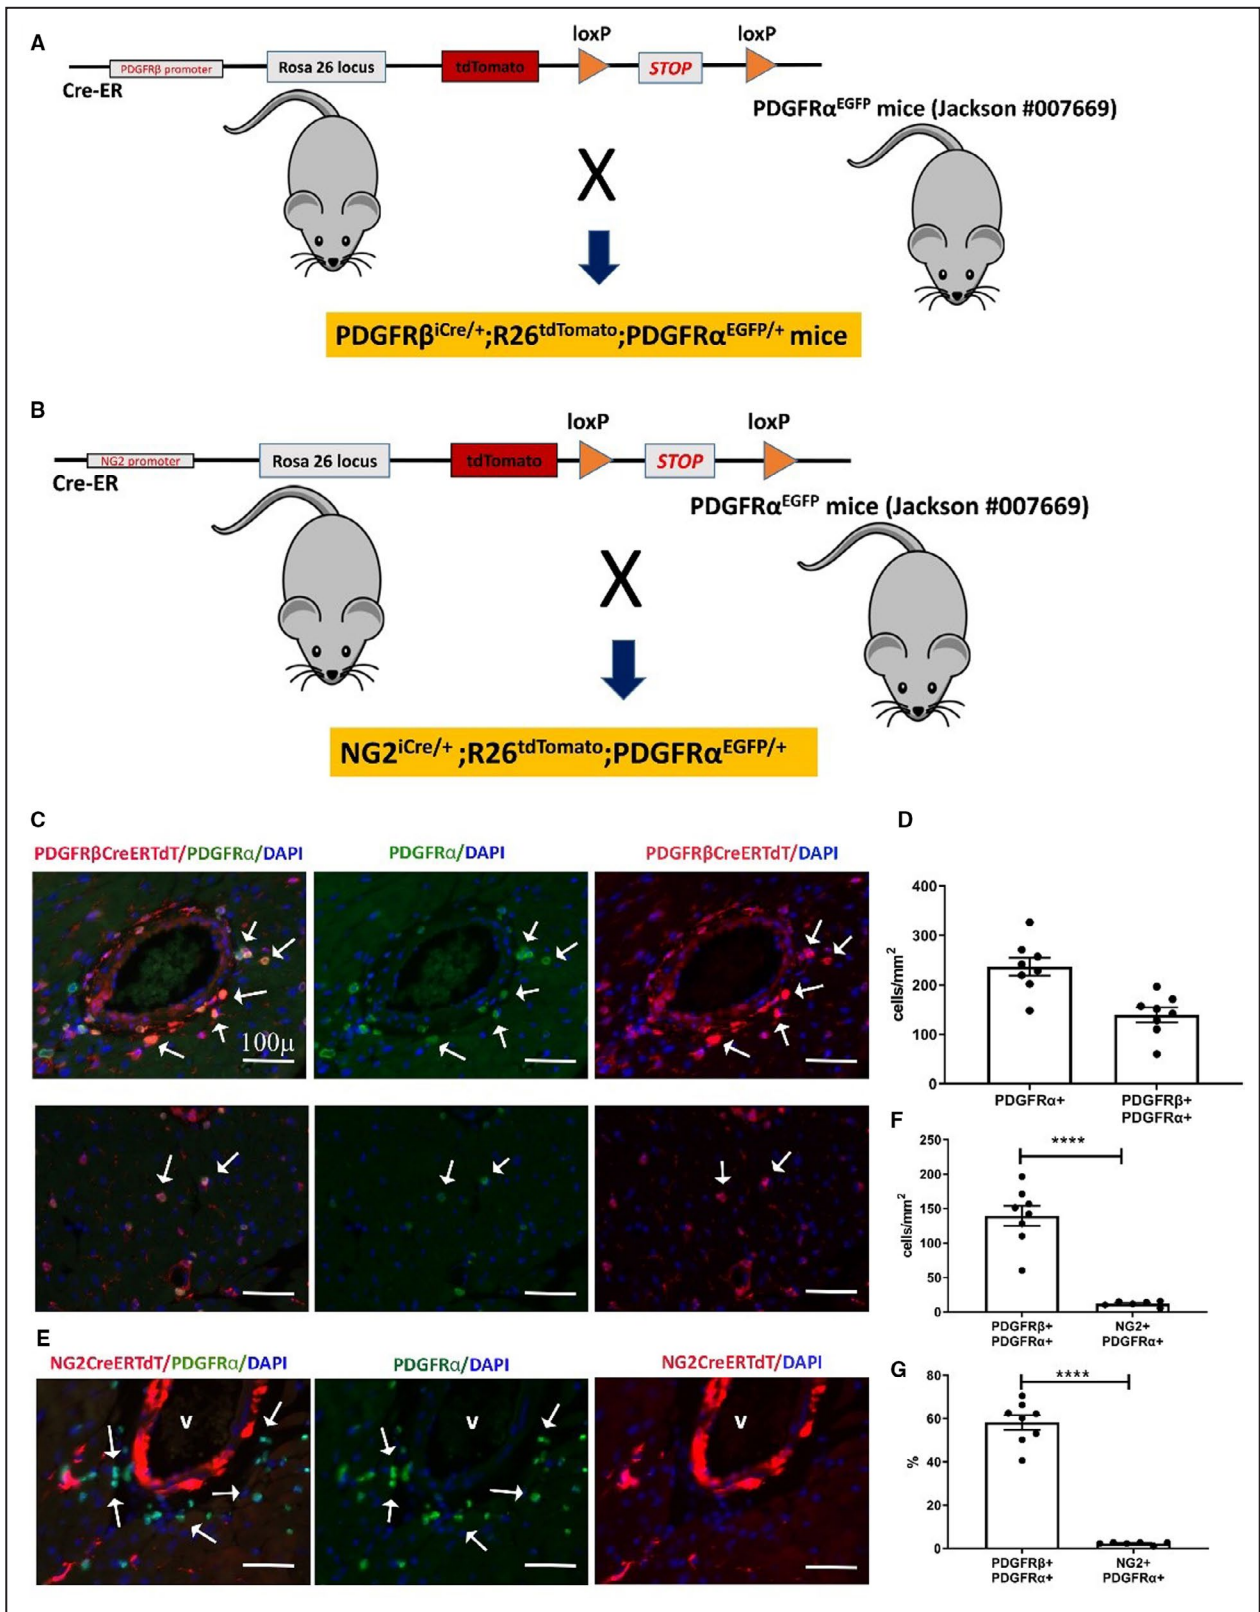 A
loxP
loxP
PDGFRβ promoter
Rosa 26 locus
tdTomato
STOP
Cre-ER
PDGFRα^EGFP mice (Jackson #007669)
X
PDGFRβ^iCre/+;R26^tdTomato;PDGFRα^EGFP/+ mice
B
loxP
loxP
NG2 promoter
Rosa 26 locus
tdTomato
STOP
Cre-ER
PDGFRα^EGFP mice (Jackson #007669)
X
NG2^iCre/+ ;R26^tdTomato;PDGFRα^EGFP/+
C
PDGFRβCreERTdT/PDGFRα/DAPI
PDGFRα/DAPI
PDGFRβCreERTdT/DAPI
100μ
D
cells/mm²
400
300
200
100
0
PDGFRα+
PDGFRβ+
PDGFRα+
E
NG2CreERTdT/PDGFRα/DAPI
PDGFRα/DAPI
NG2CreERTdT/DAPI
V
V
V
F
cells/mm²
250
200
150
100
50
0
****
PDGFRβ+
PDGFRα+
NG2+
PDGFRα+
G
%
80
60
40
20
0
****
PDGFRβ+
PDGFRα+
NG2+
PDGFRα+